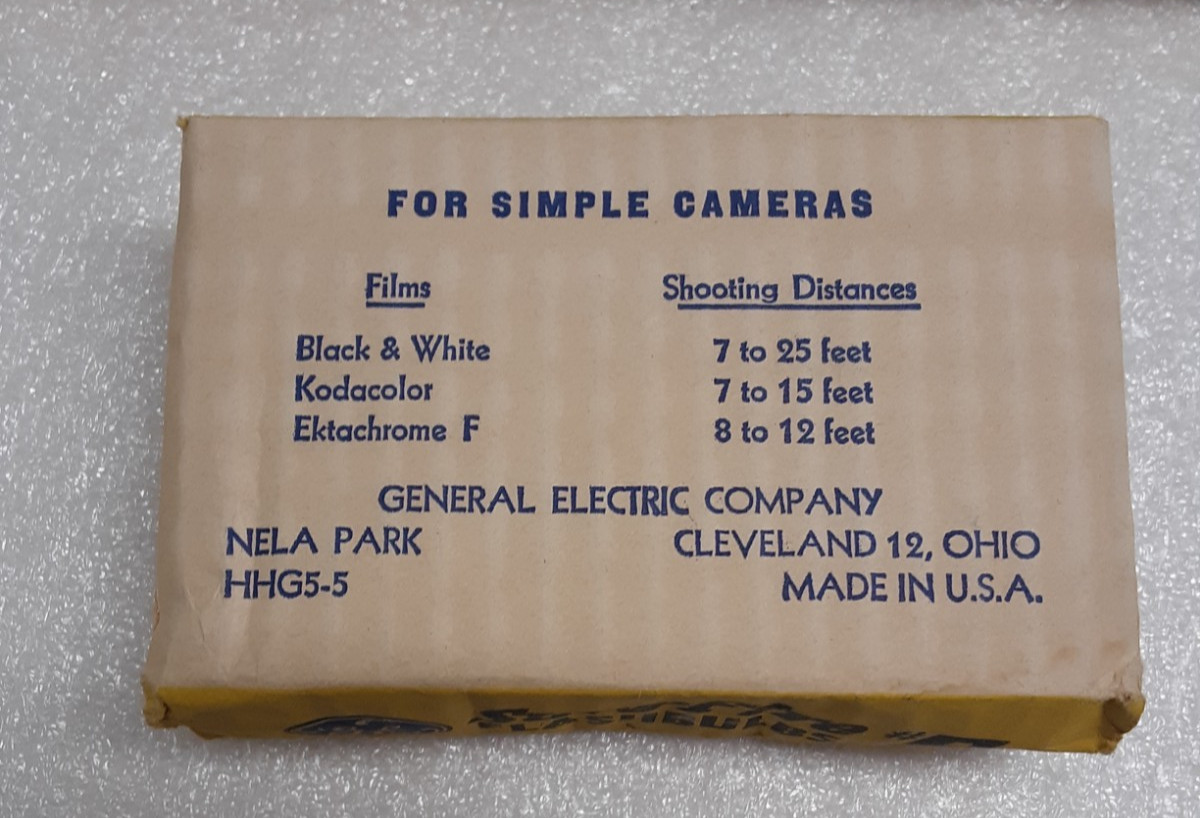 FOR SIMPLE CAMERAS
Films Shooting Distances
Black & White 7 to 25 feet
Kodacolor 7 to 15 feet
Ektachrome F 8 to 12 feet
GENERAL ELECTRIC COMPANY
NELA PARK CLEVELAND 12, OHIO
HHG5-5 MADE IN U.S.A.
FLASHBULBS